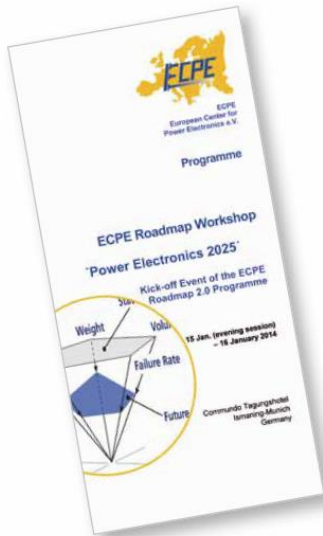 ECPE
ECPE
European Center for
Power Electronics e.V.
Programme
ECPE Roadmap Workshop
'Power Electronics 2025'
Kick-off Event of the ECPE
Roadmap 2.0 Programme
15 Jan. (evening session)
– 16 January 2014
Weight
Failure Rate
Future
Commundo Tagungshotel
Ismaning-Munich
Germany